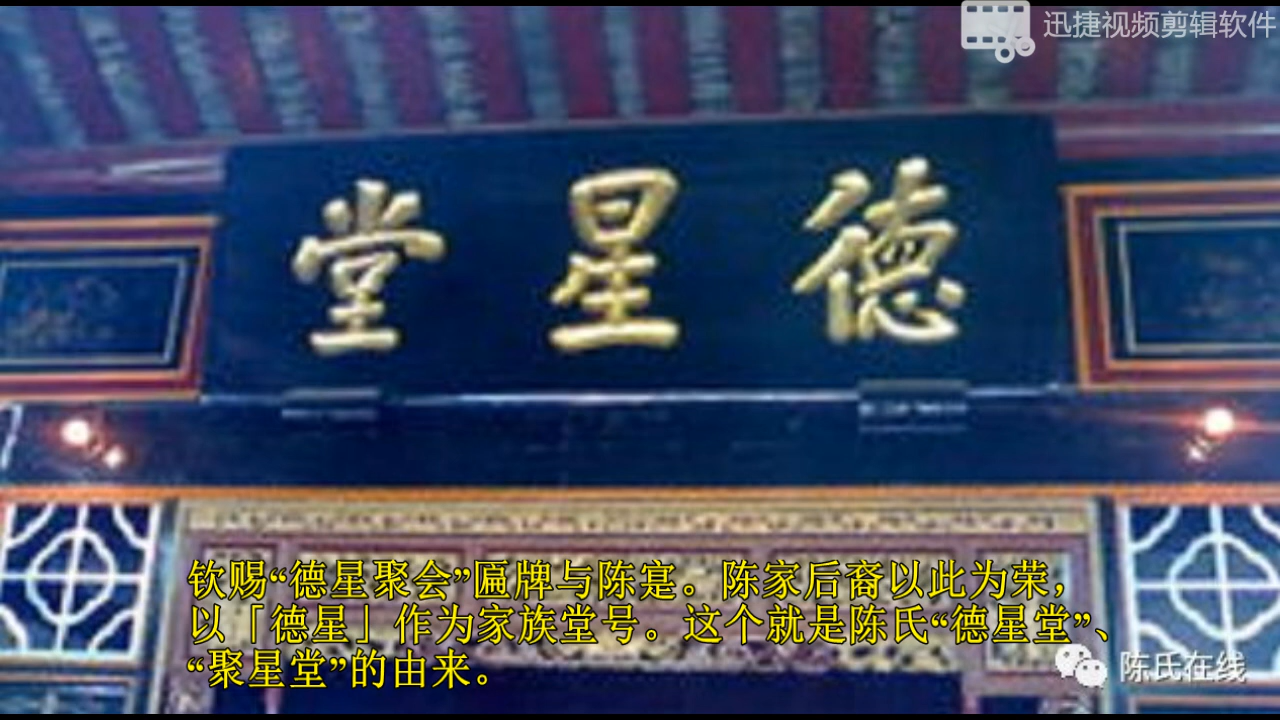 迅捷视频剪辑软件
德星堂
钦赐“德星聚会”匾牌与陈寔。陈家后裔以此为荣，
以「德星」作为家族堂号。这个就是陈氏“德星堂”、
“聚星堂”的由来。
陈氏在线